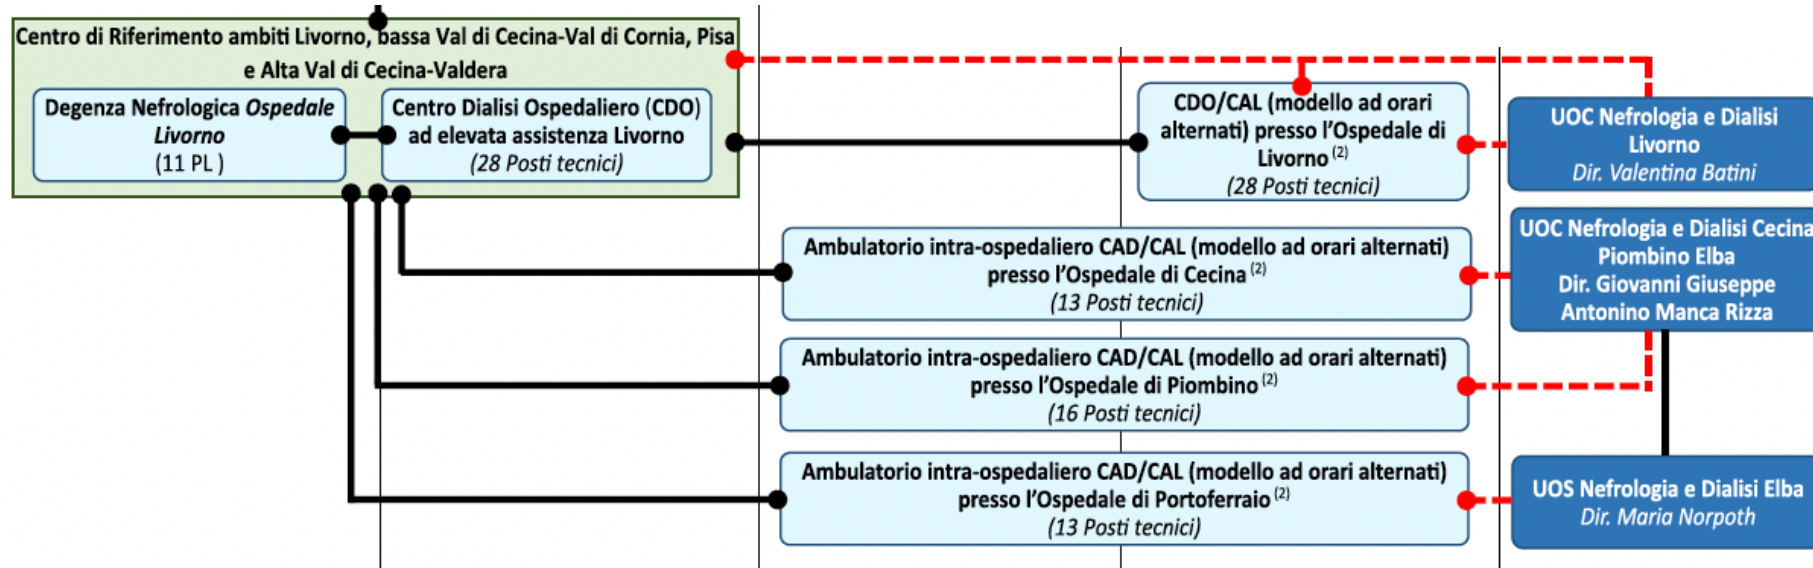 Centro di Riferimento ambiti Livorno, bassa Val di Cecina-Val di Cornia, Pisa
e Alta Val di Cecina-Valdera
Degenza Nefrologica Ospedale
Livorno
(11 PL )
Centro Dialisi Ospedaliero (CDO)
ad elevata assistenza Livorno
(28 Posti tecnici)
CDO/CAL (modello ad orari
alternati) presso l'Ospedale di
Livorno (2)
(28 Posti tecnici)
UOC Nefrologia e Dialisi
Livorno
Dir. Valentina Batini
Ambulatorio intra-ospedaliero CAD/CAL (modello ad orari alternati)
presso l'Ospedale di Cecina (2)
(13 Posti tecnici)
UOC Nefrologia e Dialisi Cecina
Piombino Elba
Dir. Giovanni Giuseppe
Antonino Manca Rizza
Ambulatorio intra-ospedaliero CAD/CAL (modello ad orari alternati)
presso l'Ospedale di Piombino (2)
(16 Posti tecnici)
Ambulatorio intra-ospedaliero CAD/CAL (modello ad orari alternati)
presso l'Ospedale di Portoferraio (2)
(13 Posti tecnici)
UOS Nefrologia e Dialisi Elba
Dir. Maria Norpoth